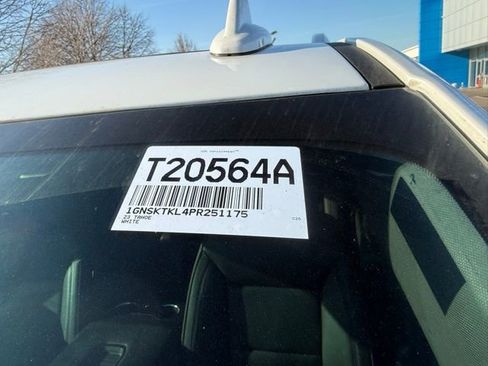 T20564A
1GNSKTKL4PR251175
23 TAHOE
WHITE